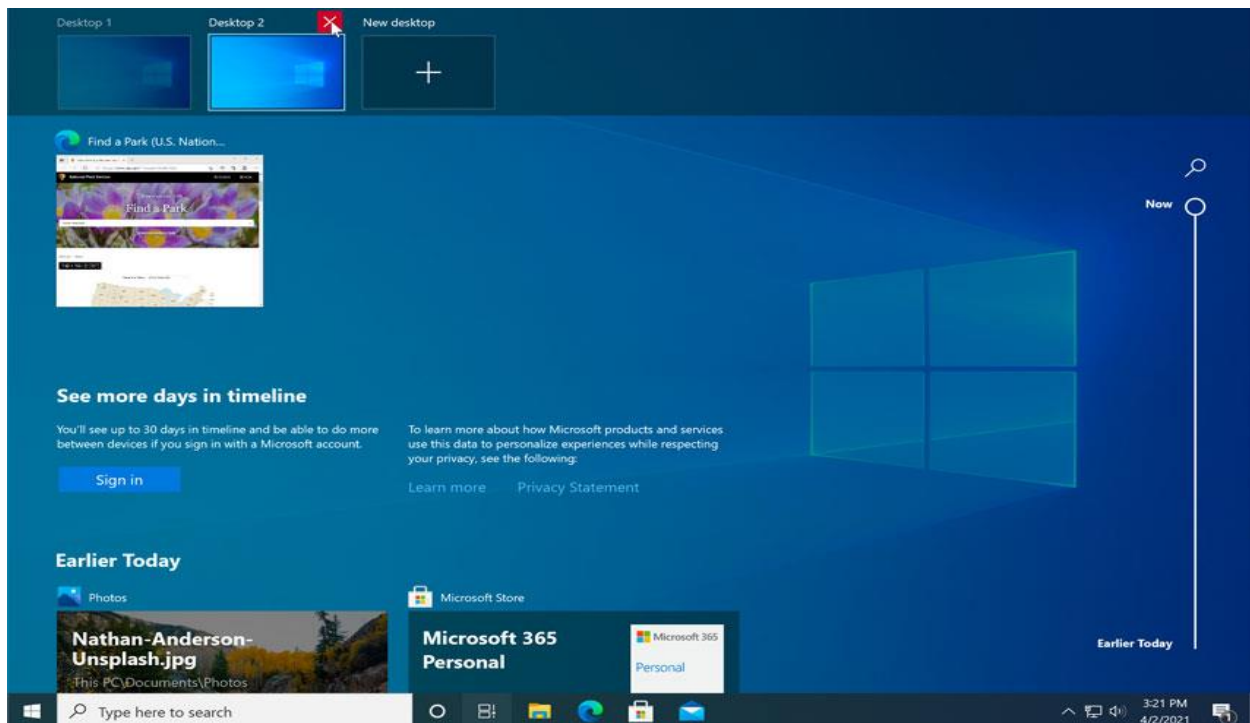 Desktop 1
Desktop 2
New desktop
Find a Park (U.S. Nation...
Find a Park
Now
See more days in timeline
You'll see up to 30 days in timeline and be able to do more
between devices if you sign in with a Microsoft account.
Sign in
To learn more about how Microsoft products and services
use this data to personalize experiences while respecting
your privacy, see the following:
Learn more
Privacy Statement
Earlier Today
Photos
Nathan-Anderson-
Unsplash.jpg
This PC\Documents\Photos
Microsoft Store
Microsoft 365
Personal
Microsoft 365
Personal
Earlier Today
Type here to search
3:21 PM
4/2/2021